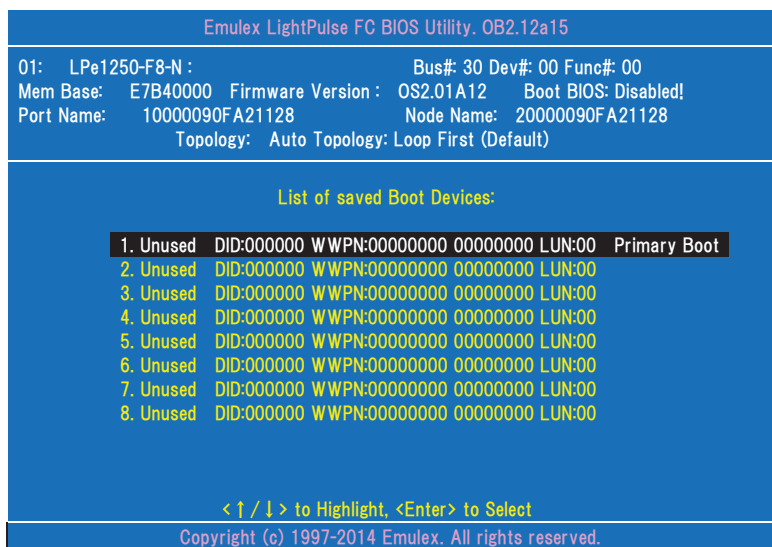 Emulex LightPulse FC BIOS Utility. OB2.12a15
01: LPe1250-F8-N : Bus#: 30 Dev#: 00 Func#: 00
Mem Base: E7B40000 Firmware Version : OS2.01A12 Boot BIOS: Disabled!
Port Name: 10000090FA21128 Node Name: 20000090FA21128
Topology: Auto Topology: Loop First (Default)
List of saved Boot Devices:
1. Unused DID:000000 WWPN:00000000 00000000 LUN:00 Primary Boot
2. Unused DID:000000 WWPN:00000000 00000000 LUN:00
3. Unused DID:000000 WWPN:00000000 00000000 LUN:00
4. Unused DID:000000 WWPN:00000000 00000000 LUN:00
5. Unused DID:000000 WWPN:00000000 00000000 LUN:00
6. Unused DID:000000 WWPN:00000000 00000000 LUN:00
7. Unused DID:000000 WWPN:00000000 00000000 LUN:00
8. Unused DID:000000 WWPN:00000000 00000000 LUN:00
<↑/↓> to Highlight, <Enter> to Select
Copyright (c) 1997-2014 Emulex. All rights reserved.